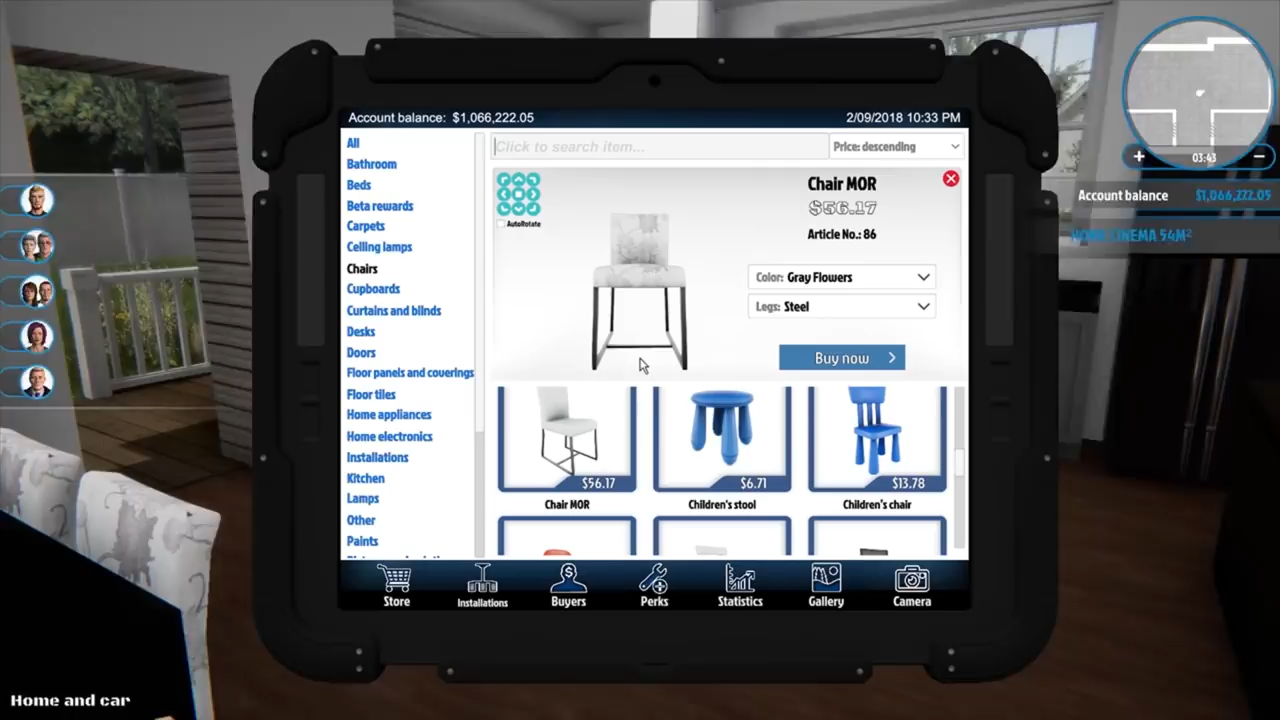 Account balance: $1,066,222.05
2/09/2018 10:33 PM
All
Bathroom
Beds
Beta rewards
Carpets
Ceiling lamps
Chairs
Cupboards
Curtains and blinds
Desks
Doors
Floor panels and coverings
Floor tiles
Home appliances
Home electronics
Installations
Kitchen
Lamps
Other
Paints
Click to search item...
Price: descending
AutoRotate
Chair MOR
$56.17
Article No.: 86
Color: Gray Flowers
Legs: Steel
Buy now
$56.17
$6.71
$13.78
Chair MOR
Children's stool
Children's chair
Store
Installations
Buyers
Perks
Statistics
Gallery
Camera
03:43
Account balance
$1,066,222.05
HOME CINEMA 54M²
Home and car